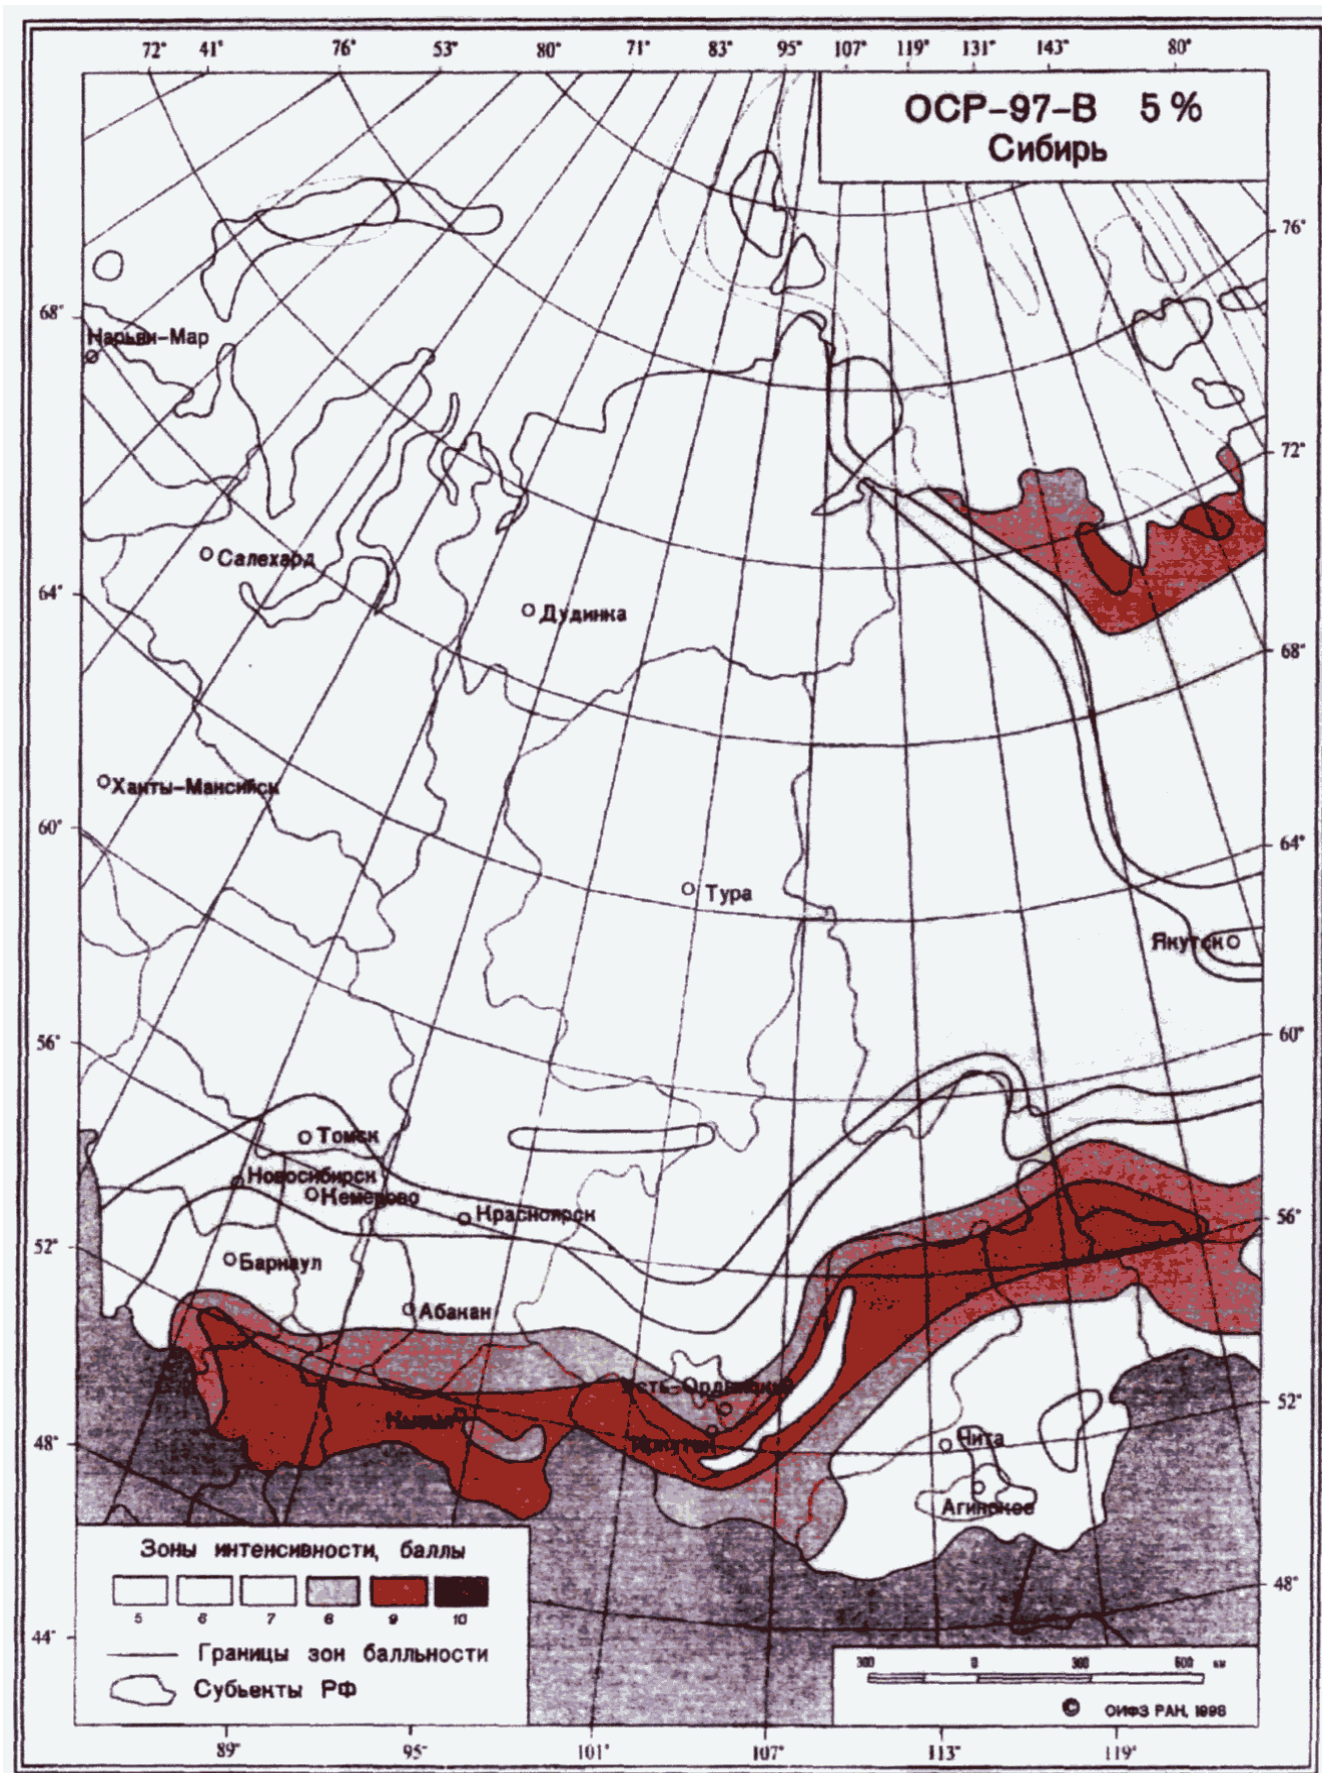 72° 41° 76° 53° 80° 71° 83° 95° 107° 119° 131° 143° 80°
ОСР-97-В 5%
Сибирь
76°
68°
Нарьян-Мар
72°
Салехард
64°
Дудинка
68°
Ханты-Мансийск
60°
64°
Тура
Якутск
56°
60°
Томск
Новосибирск
Кемерово
Красноярск
56°
52°
Барнаул
Абакан
Усть-Ордынский
52°
Кызыл
Иркутск
Чита
48°
Агинское
Зоны интенсивности, баллы
5 6 7 8 9 10
48°
44°
Границы зон балльности
Субъекты РФ
300 0 300 600 км
© ОИФЗ РАН, 1998
89° 95° 101° 107° 113° 119°